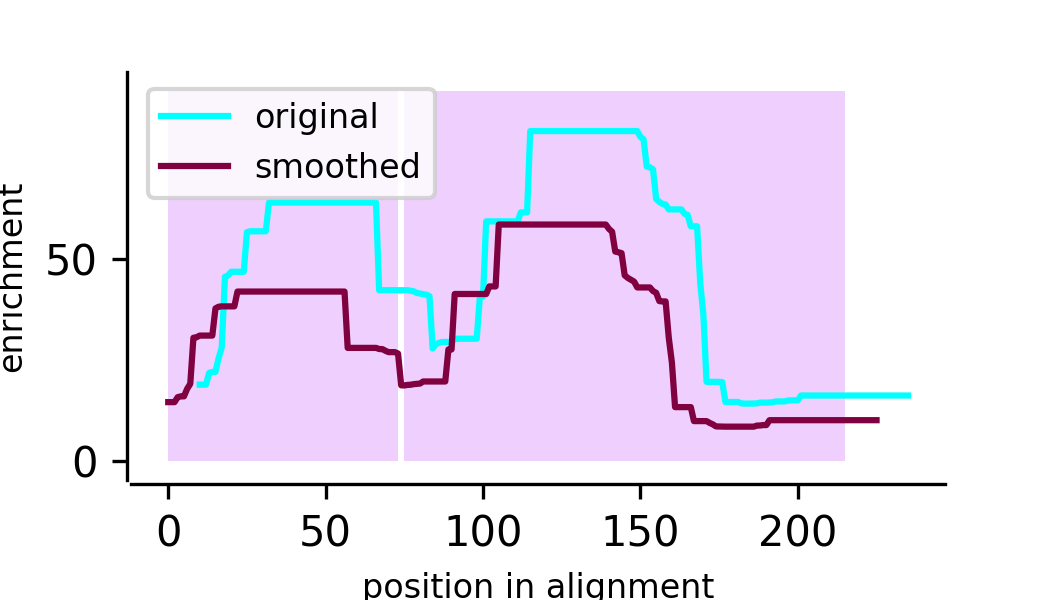 original
smoothed
enrichment
50
0
0 50 100 150 200
position in alignment